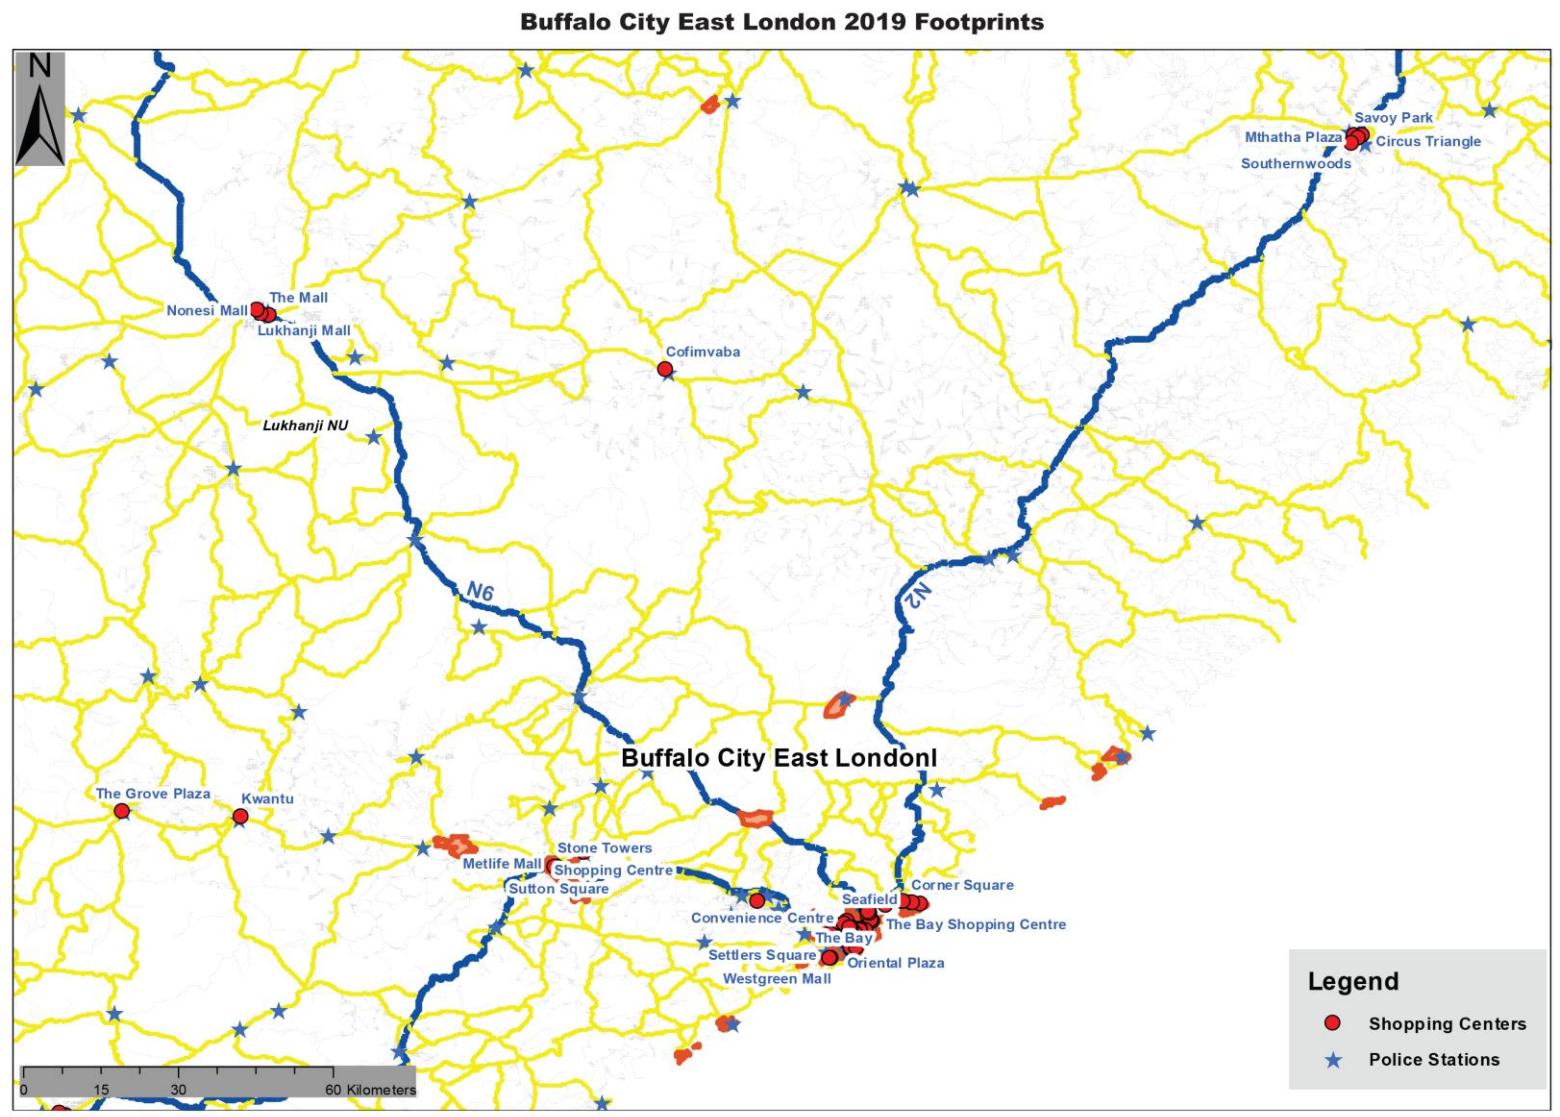 Buffalo City East London 2019 Footprints
N
Savoy Park
Mthatha Plaza
Circus Triangle
Southernwoods
The Mall
Nonesi Mall
Lukhanji Mall
Cofimvaba
Lukhanji NU
N6
N2
Buffalo City East Londonl
The Grove Plaza
Kwantu
Stone Towers
Metlife Mall
Shopping Centre
Sutton Square
Corner Square
Seafield
Convenience Centre
The Bay Shopping Centre
The Bay
Settlers Square
Oriental Plaza
Westgreen Mall
Legend
Shopping Centers
Police Stations
0 15 30 60 Kilometers